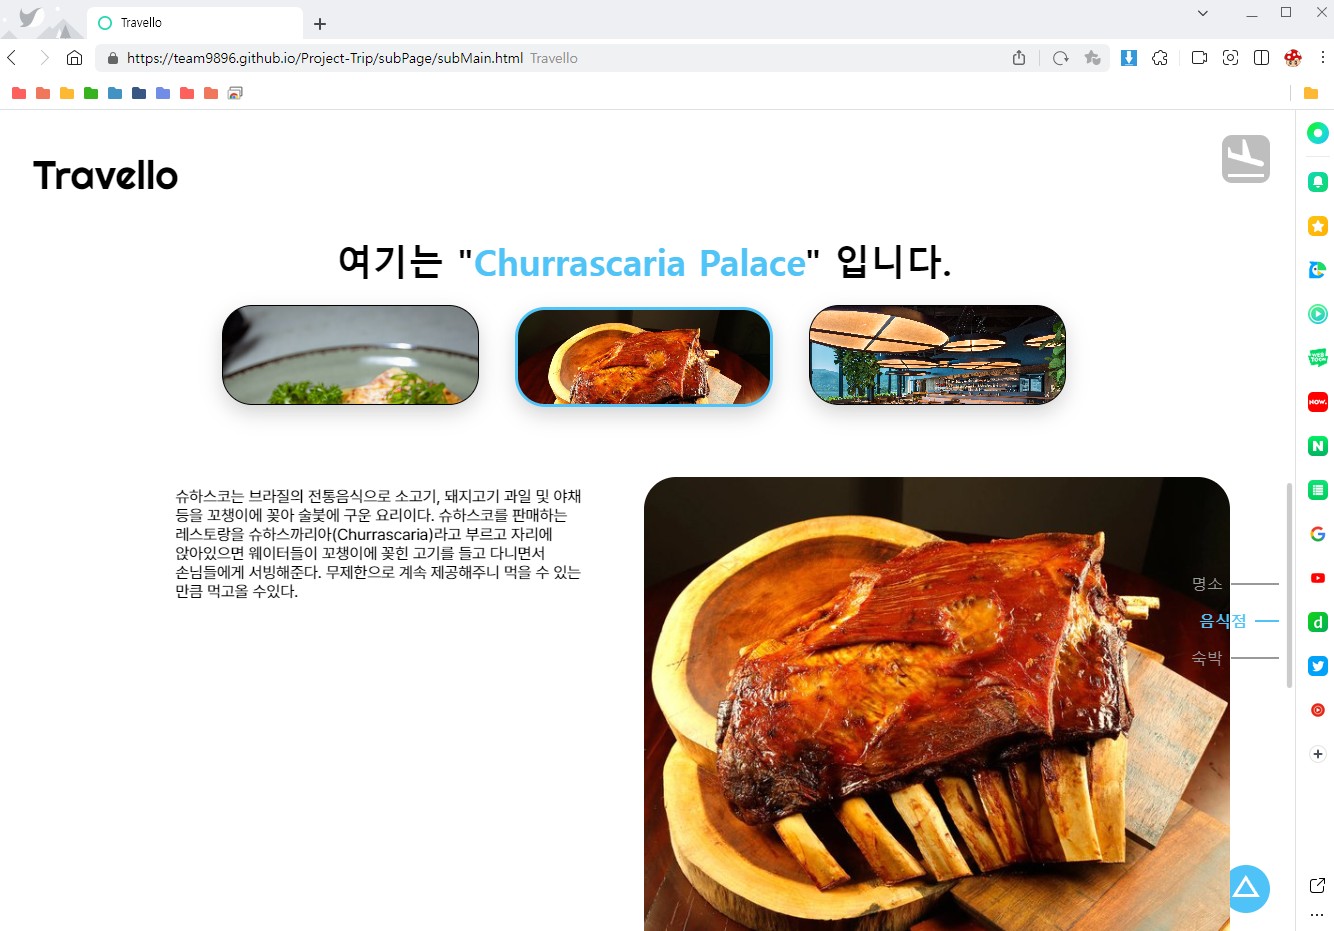 Travello
https://team9896.github.io/Project-Trip/subPage/subMain.html Travello
Travello
여기는 "Churrascaria Palace" 입니다.
슈하스코는 브라질의 전통음식으로 소고기, 돼지고기 과일 및 야채
등을 꼬챙이에 꽂아 숯불에 구운 요리이다. 슈하스코를 판매하는
레스토랑을 슈하스까리아(Churrascaria)라고 부르고 자리에
앉아있으면 웨이터들이 꼬챙이에 꽂힌 고기를 들고 다니면서
손님들에게 서빙해준다. 무제한으로 계속 제공해주니 먹을 수 있는
만큼 먹고올 수있다.
명소
음식점
숙박
WEB TOON
NOW.
N
d